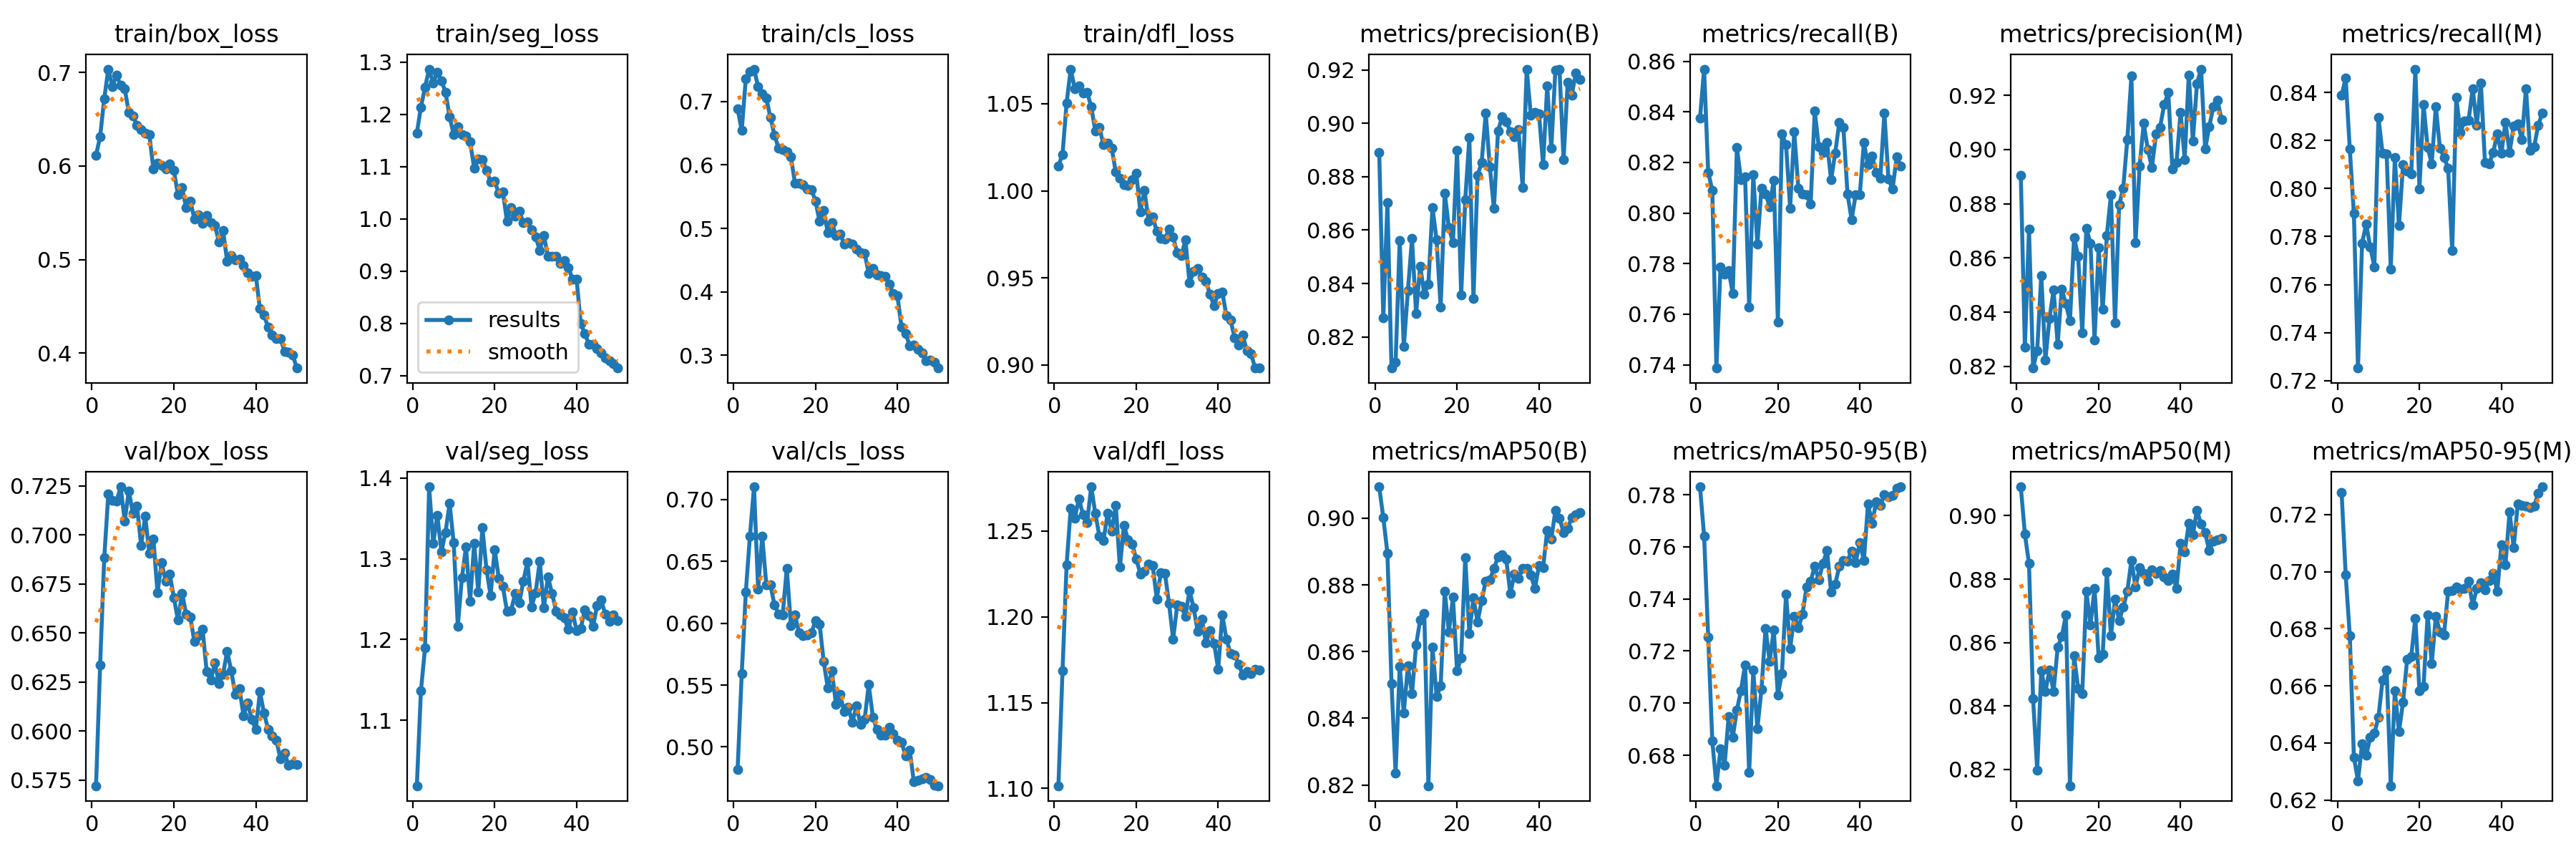 train/box_loss
train/seg_loss
train/cls_loss
train/dfl_loss
metrics/precision(B)
metrics/recall(B)
metrics/precision(M)
metrics/recall(M)
0.7
0.6
0.5
0.4
0 20 40
1.3
1.2
1.1
1.0
0.9
0.8
0.7
results
smooth
0 20 40
0.7
0.6
0.5
0.4
0.3
0 20 40
1.05
1.00
0.95
0.90
0 20 40
0.92
0.90
0.88
0.86
0.84
0.82
0 20 40
0.86
0.84
0.82
0.80
0.78
0.76
0.74
0 20 40
0.92
0.90
0.88
0.86
0.84
0.82
0 20 40
0.84
0.82
0.80
0.78
0.76
0.74
0.72
0 20 40
val/box_loss
val/seg_loss
val/cls_loss
val/dfl_loss
metrics/mAP50(B)
metrics/mAP50-95(B)
metrics/mAP50(M)
metrics/mAP50-95(M)
0.725
0.700
0.675
0.650
0.625
0.600
0.575
0 20 40
1.4
1.3
1.2
1.1
0 20 40
0.70
0.65
0.60
0.55
0.50
0 20 40
1.25
1.20
1.15
1.10
0 20 40
0.90
0.88
0.86
0.84
0.82
0 20 40
0.78
0.76
0.74
0.72
0.70
0.68
0 20 40
0.90
0.88
0.86
0.84
0.82
0 20 40
0.72
0.70
0.68
0.66
0.64
0.62
0 20 40